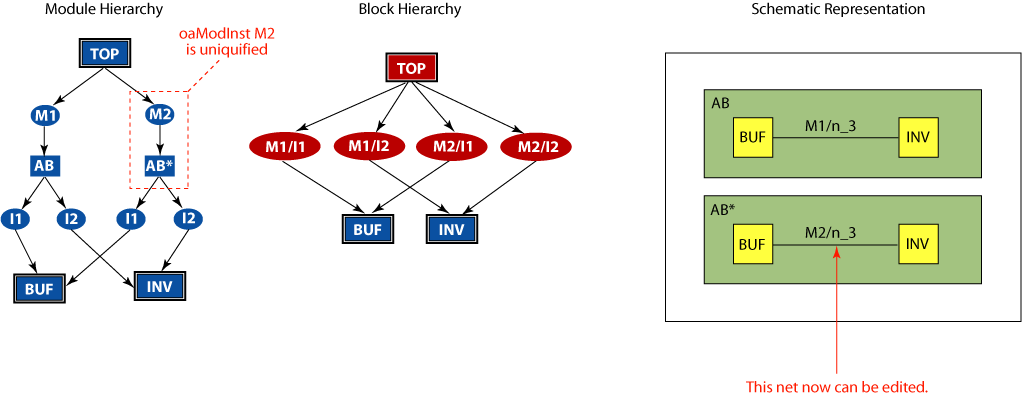 Module Hierarchy
Block Hierarchy
Schematic Representation
oaModInst M2
is uniquified
TOP
M1
M2
AB
AB*
I1
I2
I1
I2
BUF
INV
TOP
M1/I1
M1/I2
M2/I1
M2/I2
BUF
INV
AB
BUF
M1/n_3
INV
AB*
BUF
M2/n_3
INV
This net now can be edited.